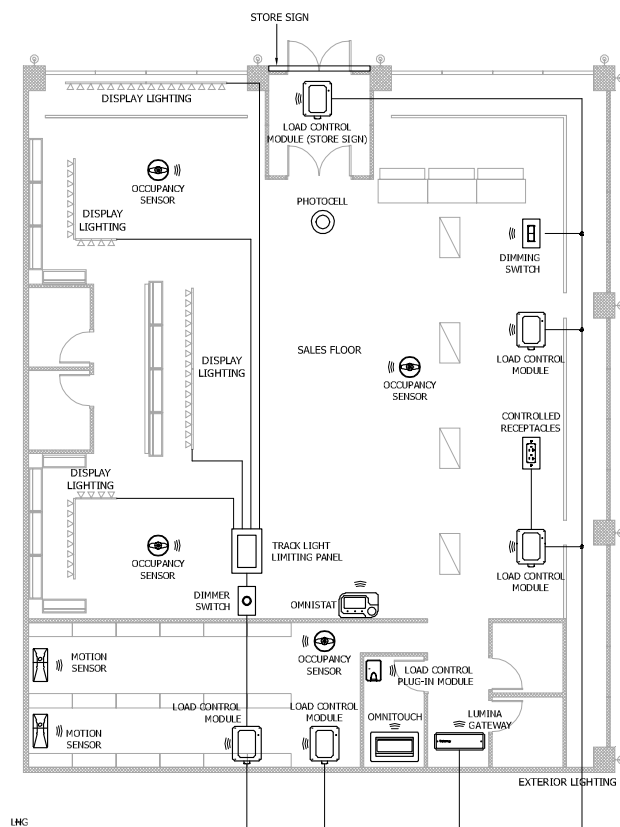 STORE SIGN
DISPLAY LIGHTING
LOAD CONTROL
MODULE (STORE SIGN)
OCCUPANCY
SENSOR
PHOTOCELL
DISPLAY
LIGHTING
DIMMING
SWITCH
SALES FLOOR
LOAD CONTROL
MODULE
DISPLAY
LIGHTING
OCCUPANCY
SENSOR
CONTROLLED
RECEPTACLES
DISPLAY
LIGHTING
TRACK LIGHT
LIMITING PANEL
OCCUPANCY
SENSOR
LOAD CONTROL
MODULE
DIMMER
SWITCH
OMNISTAT
MOTION
SENSOR
OCCUPANCY
SENSOR
LOAD CONTROL
PLUG-IN MODULE
LOAD CONTROL
MODULE
LOAD CONTROL
MODULE
OMNITOUCH
LUMINA
GATEWAY
MOTION
SENSOR
EXTERIOR LIGHTING